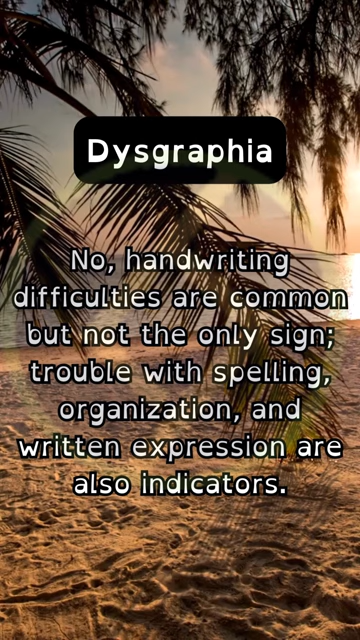 Dysgraphia
No, handwriting
difficulties are common
but not the only sign;
trouble with spelling,
organization, and
written expression are
also indicators.